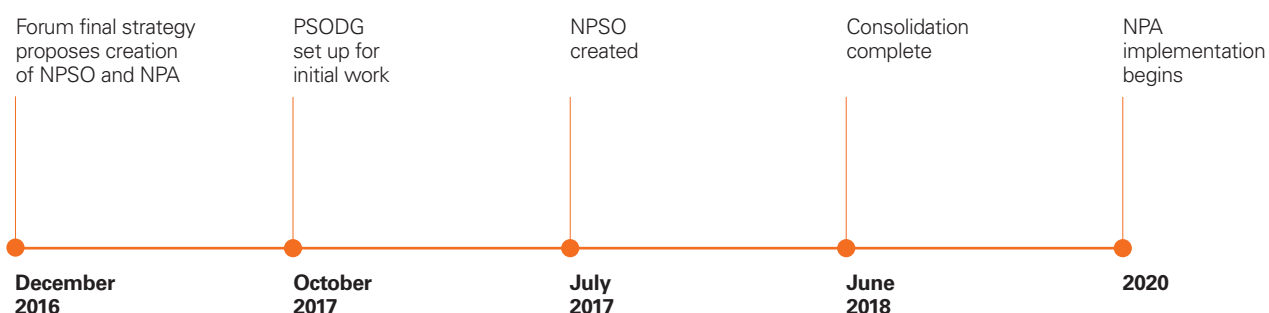 Forum final strategy
proposes creation
of NPSO and NPA
PSODG
set up for
initial work
NPSO
created
Consolidation
complete
NPA
implementation
begins
December
2016
October
2017
July
2017
June
2018
2020